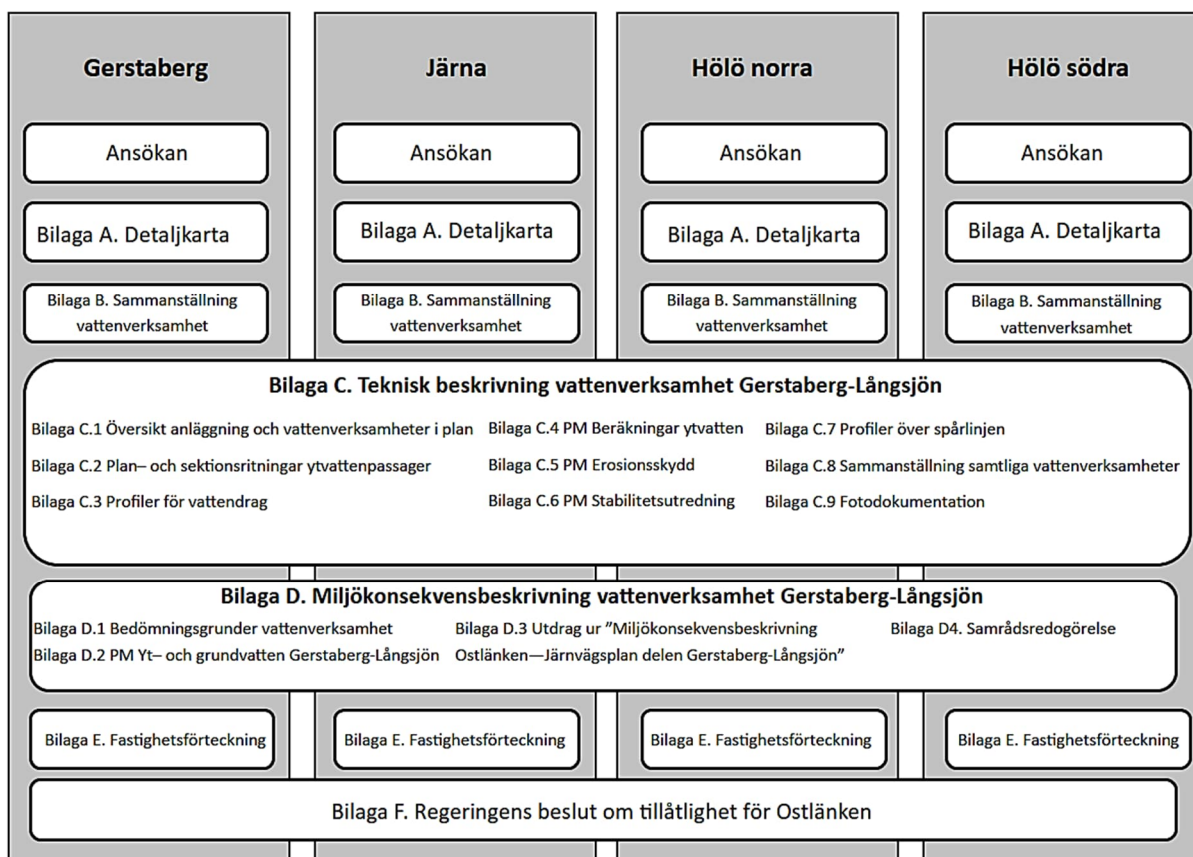 Gerstaberg
Järna
Hölö norra
Hölö södra
Ansökan
Ansökan
Ansökan
Ansökan
Bilaga A. Detaljkarta
Bilaga A. Detaljkarta
Bilaga A. Detaljkarta
Bilaga A. Detaljkarta
Bilaga B. Sammanställning
vattenverksamhet
Bilaga B. Sammanställning
vattenverksamhet
Bilaga B. Sammanställning
vattenverksamhet
Bilaga B. Sammanställning
vattenverksamhet
Bilaga C. Teknisk beskrivning vattenverksamhet Gerstaberg-Långsjön
Bilaga C.1 Översikt anläggning och vattenverksamheter i plan
Bilaga C.2 Plan– och sektionsritningar ytvattenpassager
Bilaga C.3 Profiler för vattendrag
Bilaga C.4 PM Beräkningar ytvatten
Bilaga C.5 PM Erosionsskydd
Bilaga C.6 PM Stabilitetsutredning
Bilaga C.7 Profiler över spårlinjen
Bilaga C.8 Sammanställning samtliga vattenverksamheter
Bilaga C.9 Fotodokumentation
Bilaga D. Miljökonsekvensbeskrivning vattenverksamhet Gerstaberg-Långsjön
Bilaga D.1 Bedömningsgrunder vattenverksamhet
Bilaga D.2 PM Yt– och grundvatten Gerstaberg-Långsjön
Bilaga D.3 Utdrag ur ”Miljökonsekvensbeskrivning
Ostlänken—Järnvägsplan delen Gerstaberg-Långsjön”
Bilaga D4. Samrådsredogörelse
Bilaga E. Fastighetsförteckning
Bilaga E. Fastighetsförteckning
Bilaga E. Fastighetsförteckning
Bilaga E. Fastighetsförteckning
Bilaga F. Regeringens beslut om tillåtlighet för Ostlänken